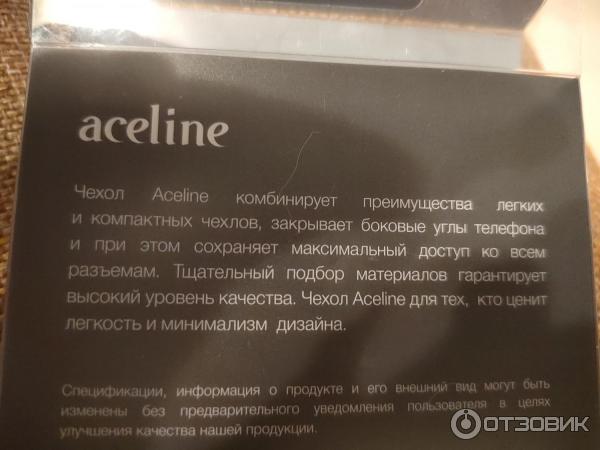 aceline
Чехол Aceline комбинирует преимущества легких
и компактных чехлов, закрывает боковые углы телефона
и при этом сохраняет максимальный доступ ко всем
разъемам. Тщательный подбор материалов гарантирует
высокий уровень качества. Чехол Aceline для тех, кто ценит
легкость и минимализм дизайна.
Спецификации, информация о продукте и его внешний вид могут быть
изменены без предварительного уведомления пользователя в целях
улучшения качества нашей продукции.
ОТЗОВИК